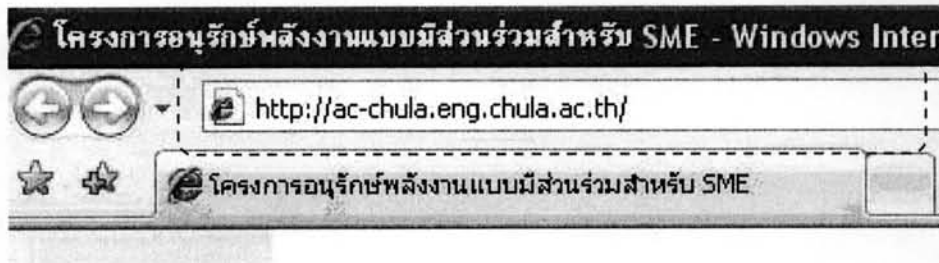 โครงการอนุรักษ์พลังงานแบบมีส่วนร่วมสำหรับ SME - Windows Inter
http://ac-chula.eng.chula.ac.th/
โครงการอนุรักษ์พลังงานแบบมีส่วนร่วมสำหรับ SME